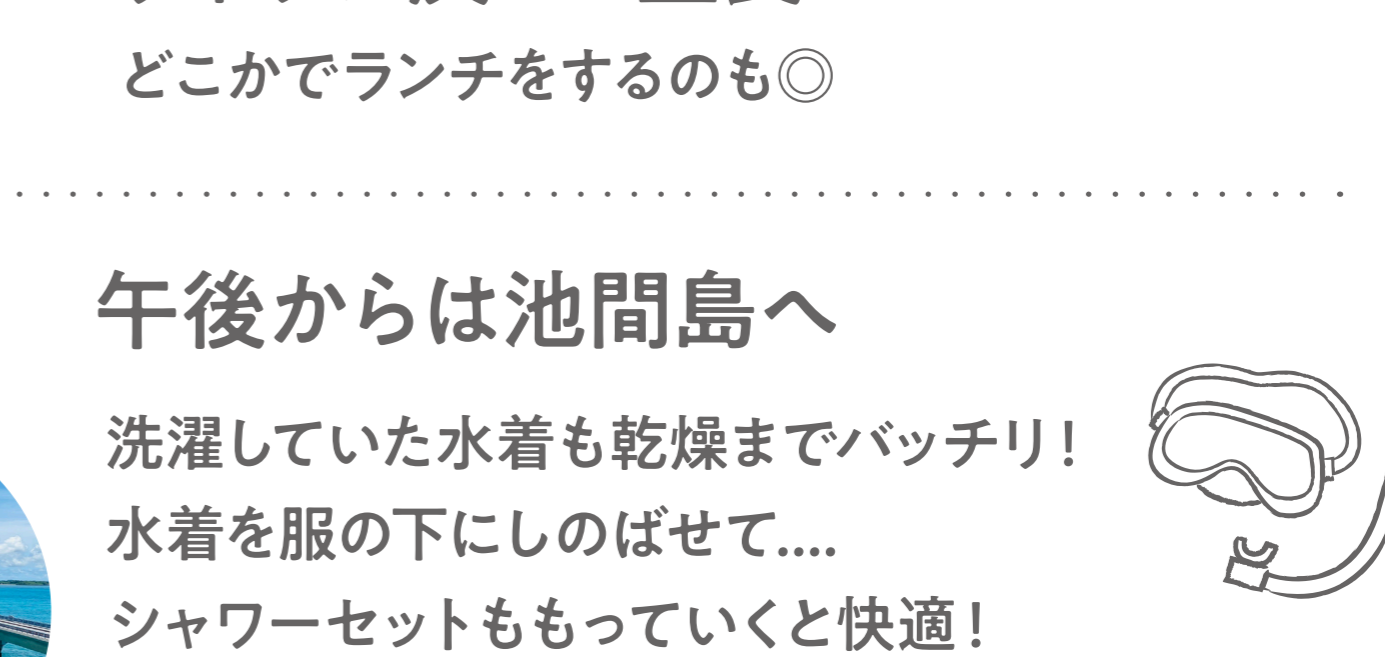 どこかでランチをするのも◎
午後からは池間島へ
洗濯していた水着も乾燥までバッチリ！
水着を服の下にしのばせて....
シャワーセットももっていくと快適！